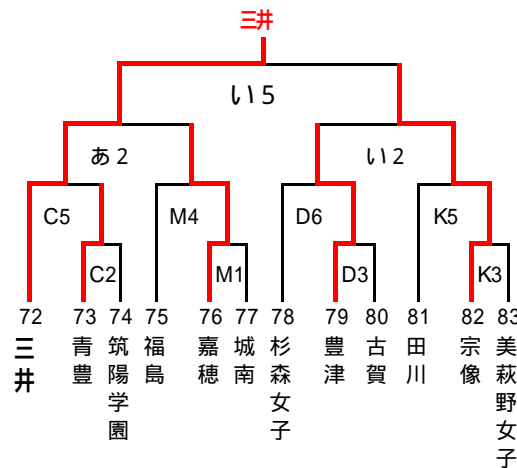 三井
い5
あ2 い2
C5 M4 D6 K5
C2 M1 D3 K3
72 73 74 75 76 77 78 79 80 81 82 83
三井
青豊
筑陽学園
福島
嘉穂
城南
杉森女子
豊津
古賀
田川
宗像
美萩野女子